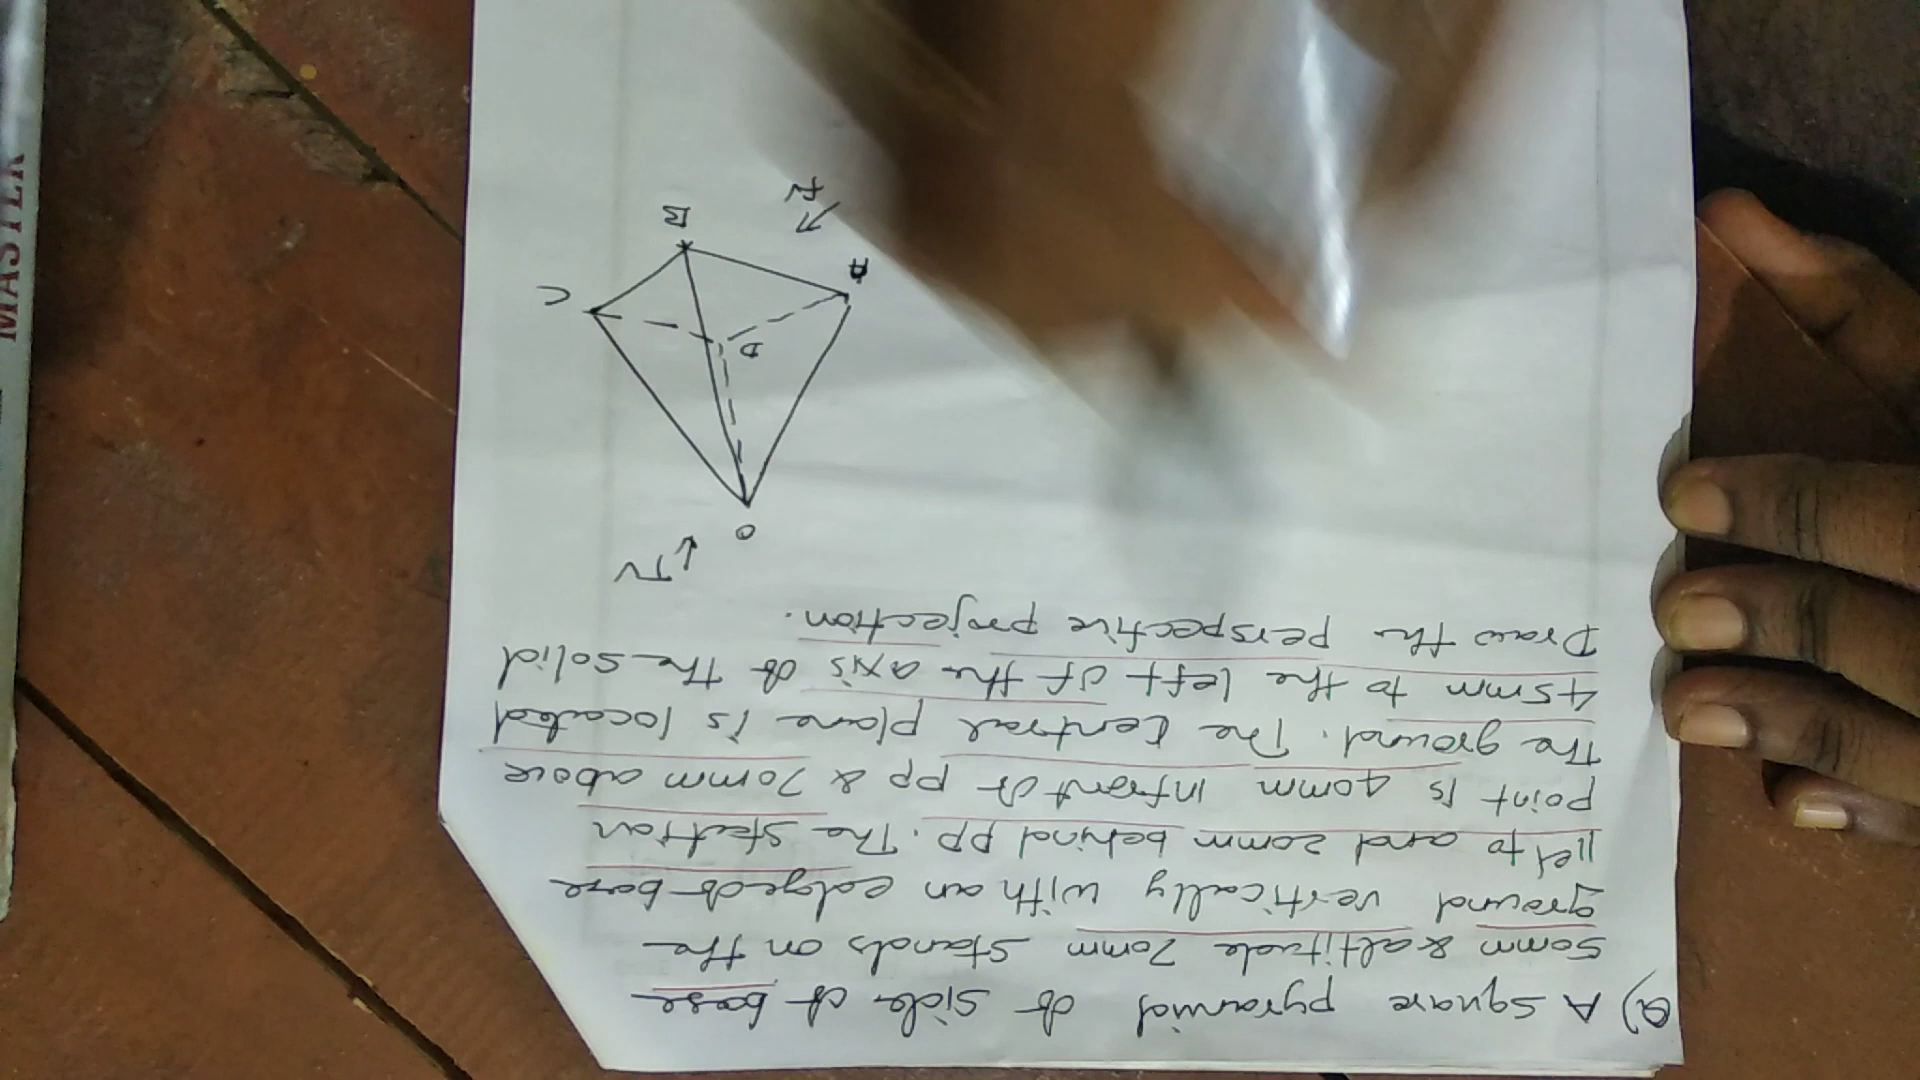 Q) A square pyramid of side of base
50mm & altitude 70mm stands on the
ground vertically with an edge of base
llel to and 20mm behind pp. The station
point is 40mm infront of pp & 70mm above
the ground. The Central plane is located
45mm to the left of the axis of the solid
Draw the perspective projection.
↓TV
O
D
C
A
B
FV
MASTER